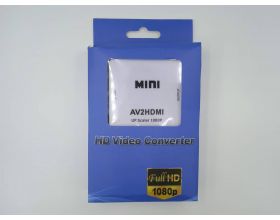 MINI
AV2HDMI
UP Scaler 1080P
HD Video Converter
Full HD
1080p